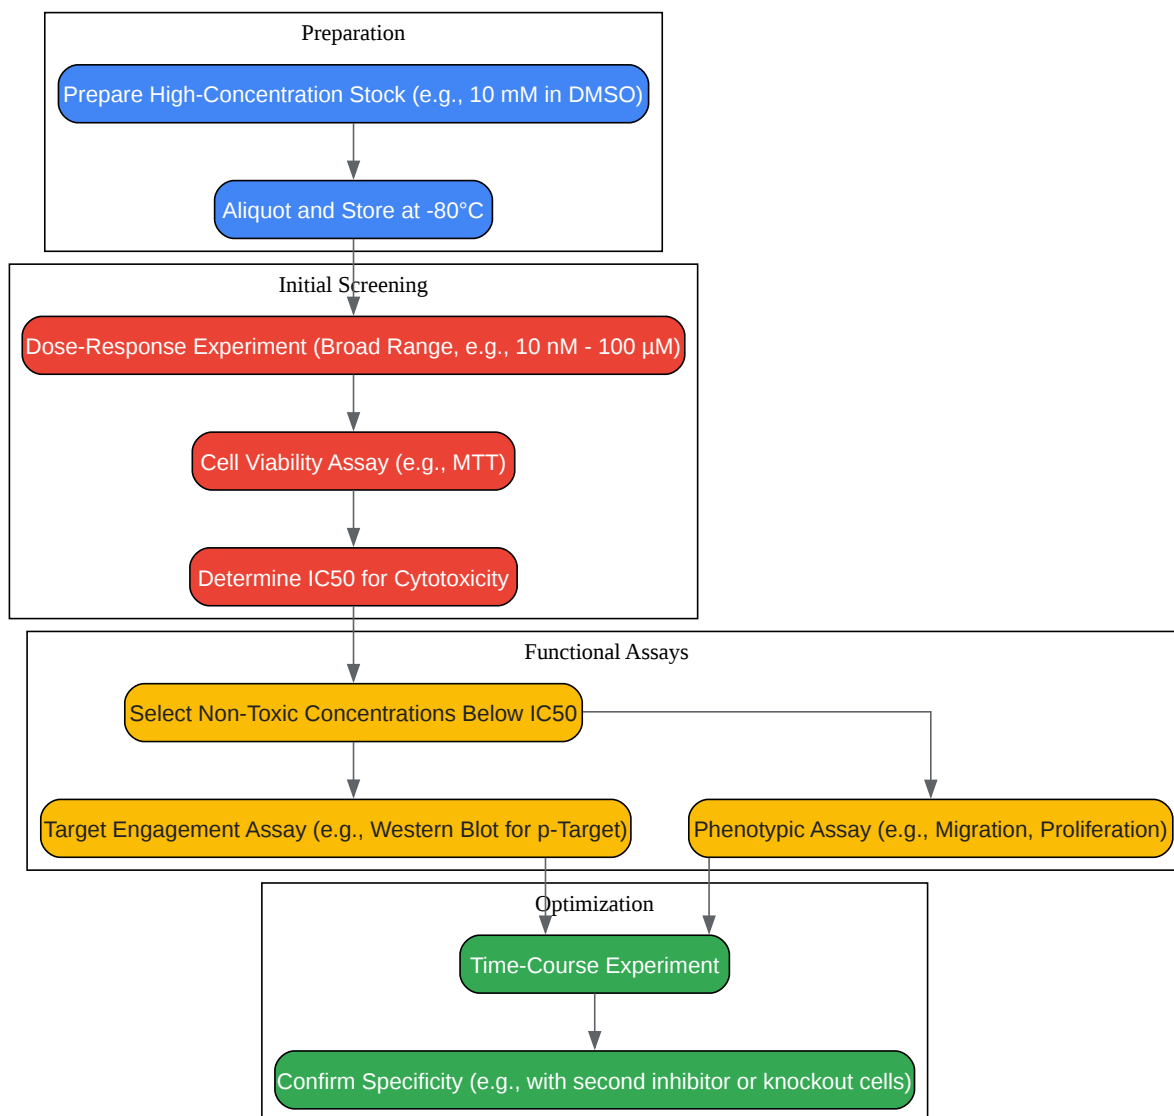 Preparation
Prepare High-Concentration Stock (e.g., 10 mM in DMSO)
Aliquot and Store at -80°C
Initial Screening
Dose-Response Experiment (Broad Range, e.g., 10 nM - 100 µM)
Cell Viability Assay (e.g., MTT)
Determine IC50 for Cytotoxicity
Functional Assays
Select Non-Toxic Concentrations Below IC50
Target Engagement Assay (e.g., Western Blot for p-Target)
Phenotypic Assay (e.g., Migration, Proliferation)
Optimization
Time-Course Experiment
Confirm Specificity (e.g., with second inhibitor or knockout cells)